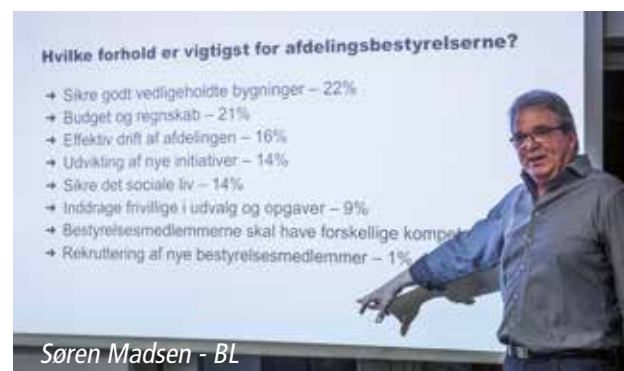 Hvilke forhold er vigtigst for afdelingsbestyrelserne?
→ Sikre godt vedligeholdte bygninger – 22%
→ Budget og regnskab – 21%
→ Effektiv drift af afdelingen – 16%
→ Udvikling af nye initiativer – 14%
→ Sikre det sociale liv – 14%
→ Inddrage frivillige i udvalg og opgaver – 9%
→ Bestyrelsesmedlemmerne skal have forskellige
→ Rekruttering af nye bestyrelsesmedlemmer – 1%
Søren Madsen - BL